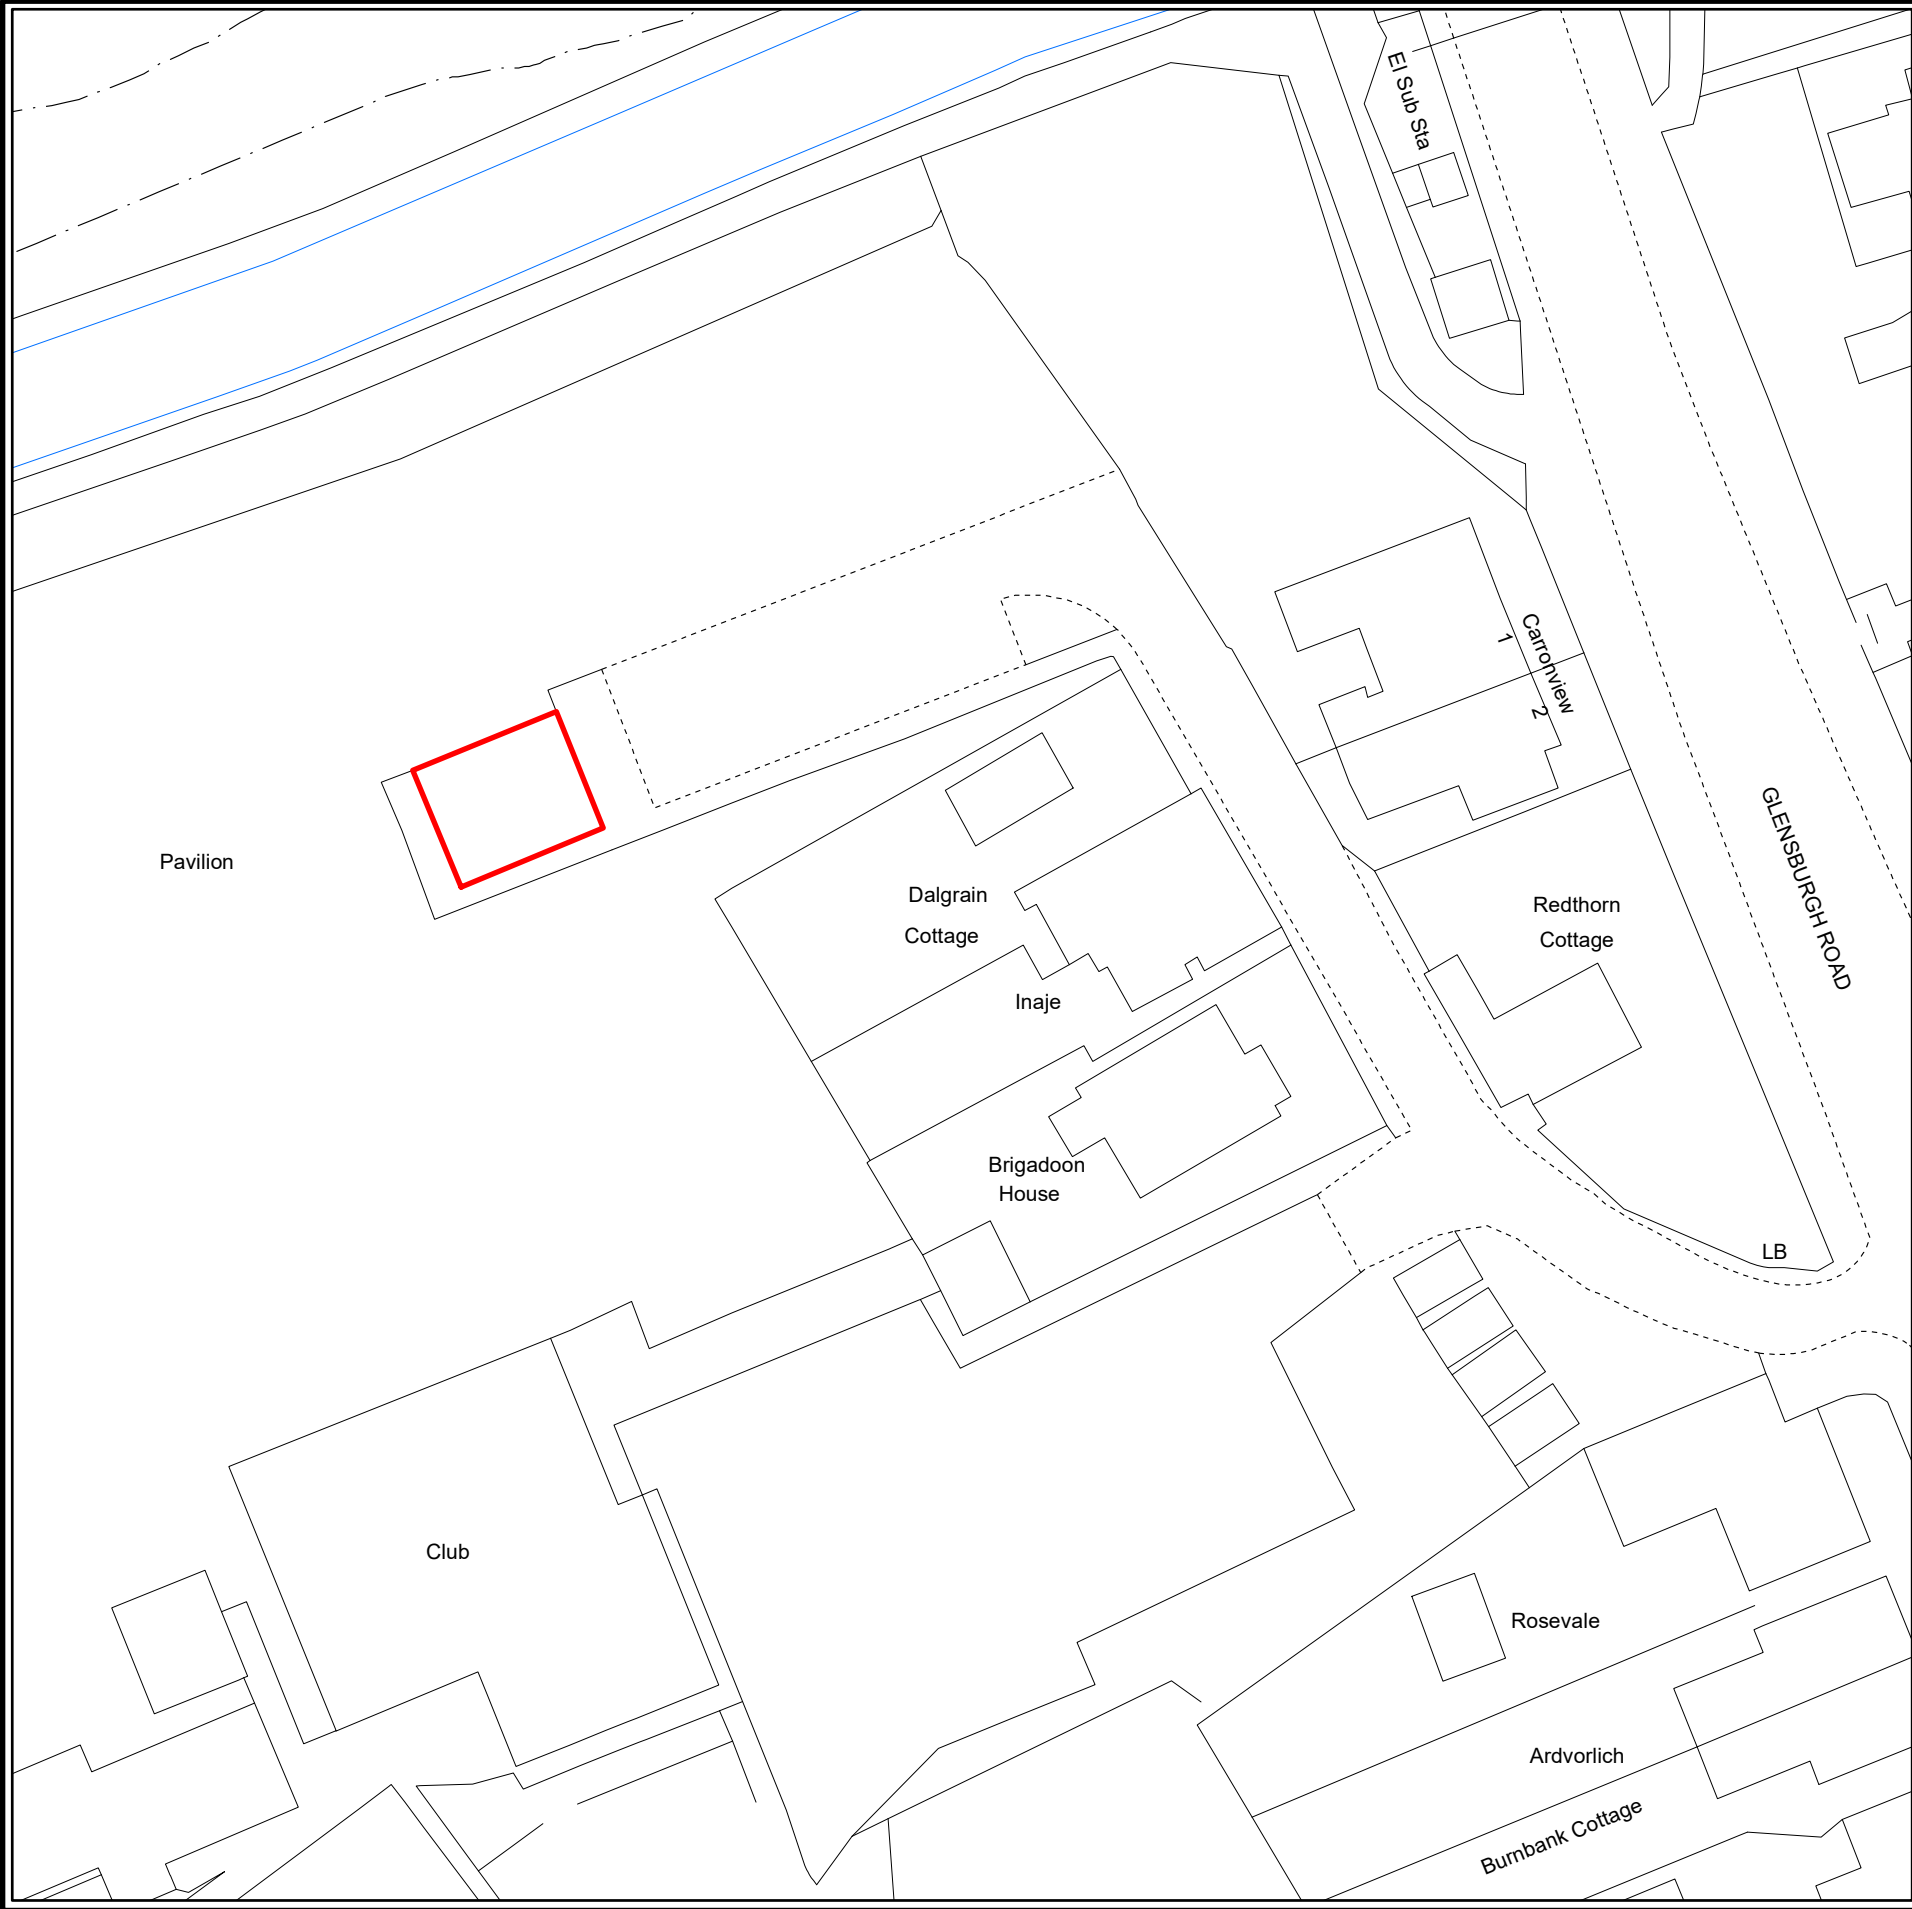 El Sub Sta
1
Carronview
2
GLENSBURGH ROAD
Pavilion
Dalgrain
Cottage
Redthorn
Cottage
Inaje
Brigadoon
House
LB
Club
Rosevale
Ardvorlich
Burnbank Cottage